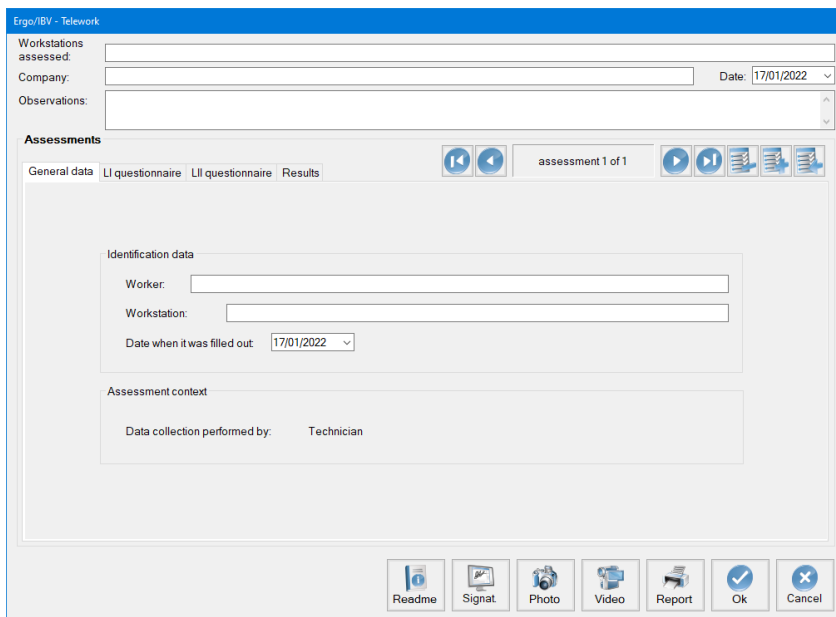 Ergo/IBV - Telework
Workstations
assessed:
Company:
Date: 17/01/2022
Observations:
Assessments
assessment 1 of 1
General data LI questionnaire LII questionnaire Results
Identification data
Worker:
Workstation:
Date when it was filled out: 17/01/2022
Assessment context
Data collection performed by: Technician
Readme Signat. Photo Video Report Ok Cancel